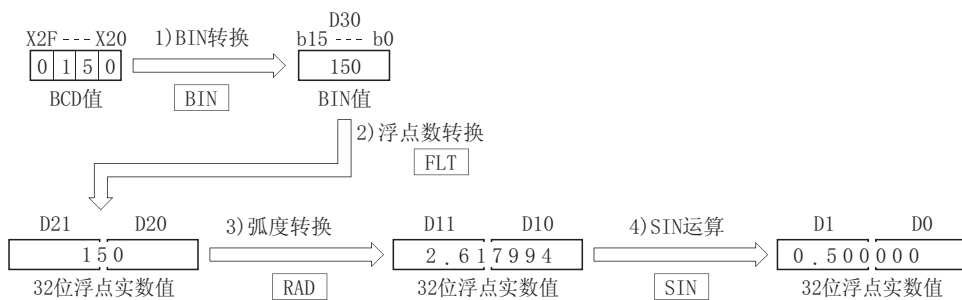 D30
X2F --- X20
1)BIN转换
b15 --- b0
0 1 5 0
150
BCD值
BIN
BIN值
2)浮点数转换
FLT
D21 D20
3)弧度转换
D11 D10
4)SIN运算
D1 D0
150
2.617994
0.500000
32位浮点实数值
RAD
32位浮点实数值
SIN
32位浮点实数值